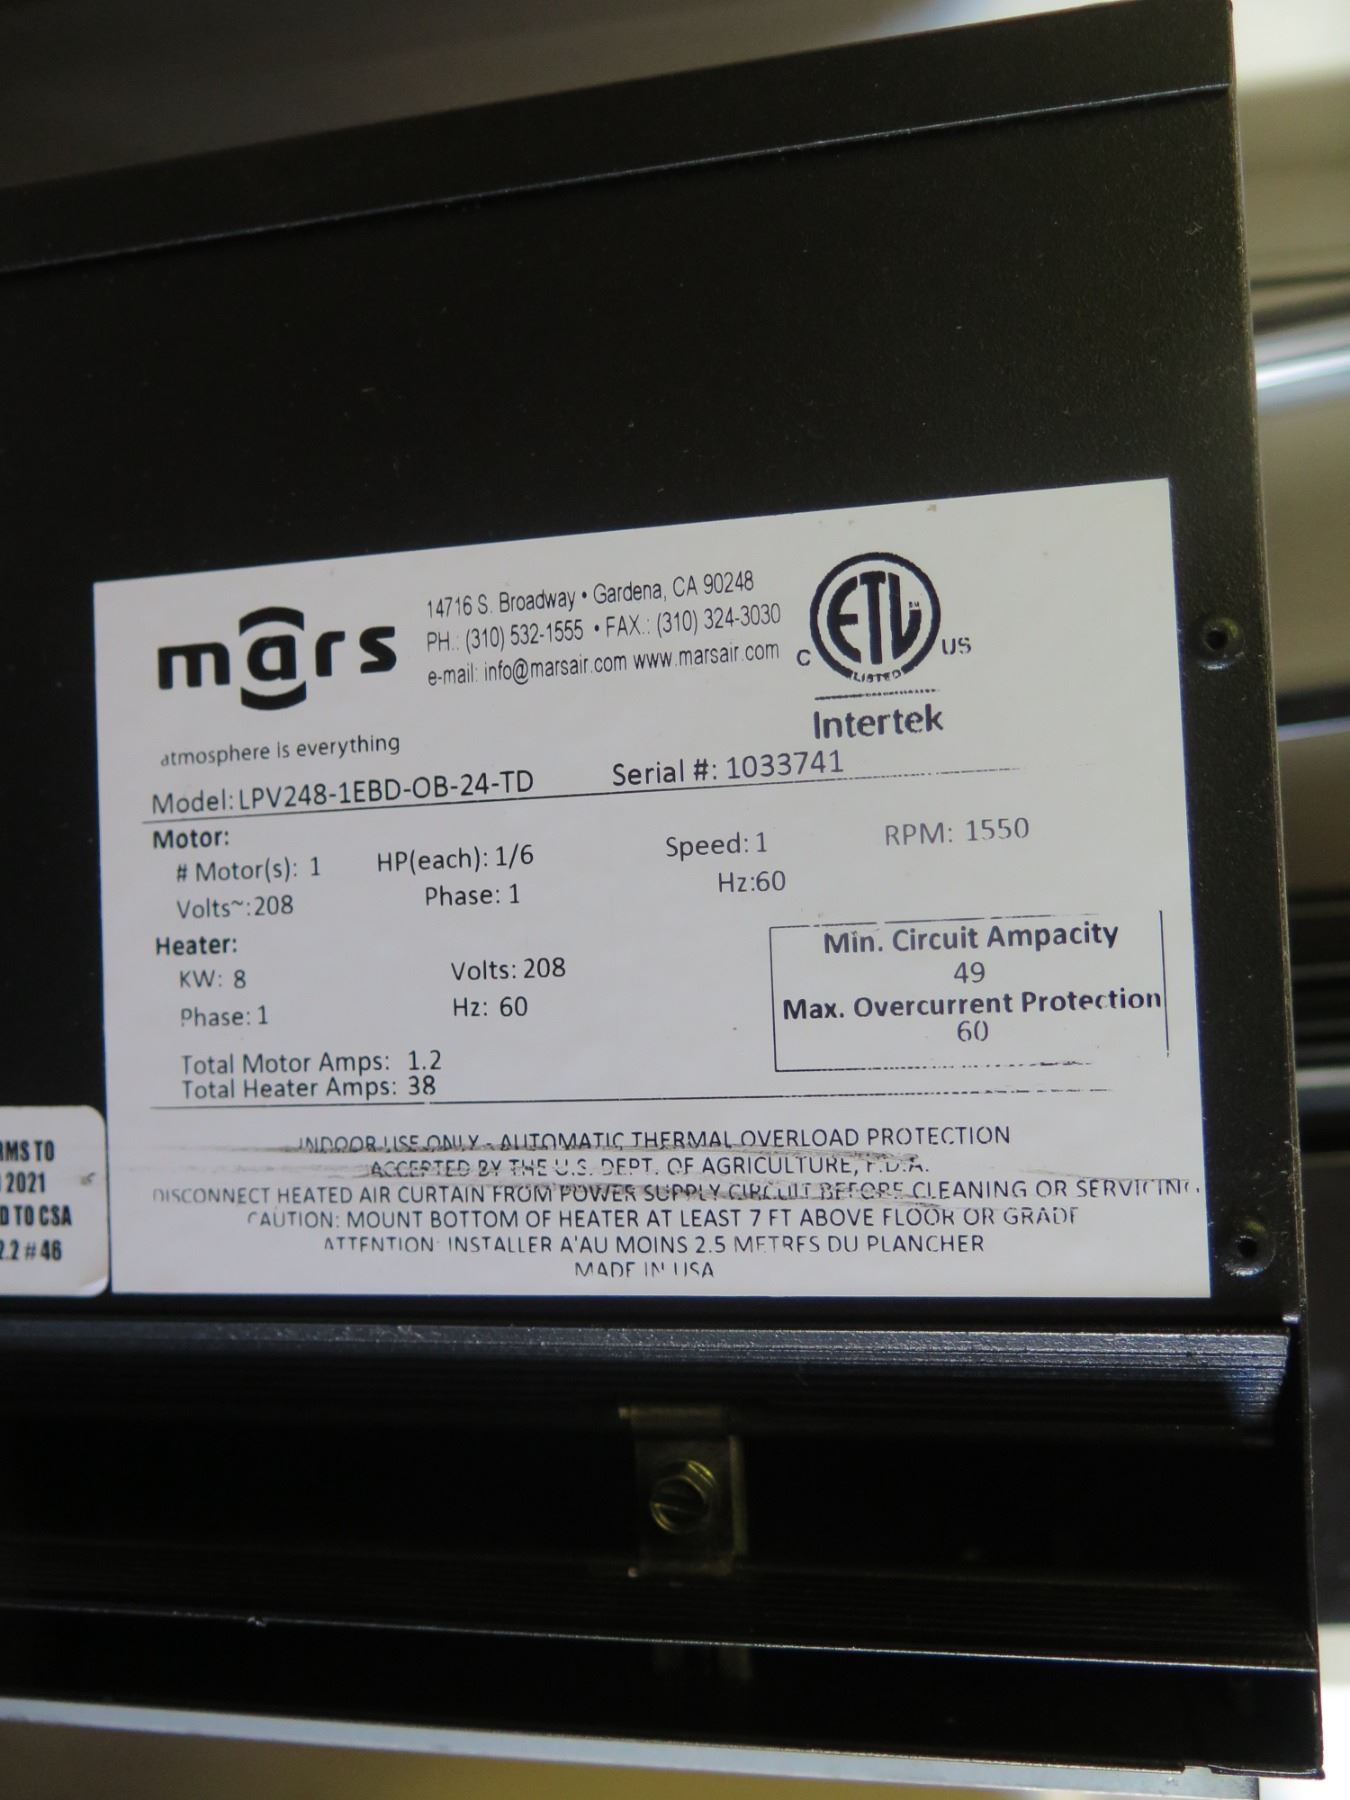 mars
atmosphere is everything
14716 S. Broadway • Gardena, CA 90248
PH.: (310) 532-1555 • FAX.: (310) 324-3030
e-mail: info@marsair.com www.marsair.com
C ETL US
LISTED
Intertek
Model: LPV248-1EBD-OB-24-TD Serial #: 1033741
Motor:
# Motor(s): 1 HP(each): 1/6 Speed: 1 RPM: 1550
Volts~: 208 Phase: 1 Hz:60
Heater:
KW: 8 Volts: 208
Phase: 1 Hz: 60
Min. Circuit Ampacity
49
Max. Overcurrent Protection
60
Total Motor Amps: 1.2
Total Heater Amps: 38
INDOOR USE ONLY - AUTOMATIC THERMAL OVERLOAD PROTECTION
ACCEPTED BY THE U.S. DEPT. OF AGRICULTURE, F.D.A.
DISCONNECT HEATED AIR CURTAIN FROM POWER SUPPLY CIRCUIT BEFORE CLEANING OR SERVICING.
CAUTION: MOUNT BOTTOM OF HEATER AT LEAST 7 FT ABOVE FLOOR OR GRADE
ATTENTION: INSTALLER A'AU MOINS 2.5 METRES DU PLANCHER
MADE IN USA
RMS TO
2021
D TO CSA
2.2 # 46